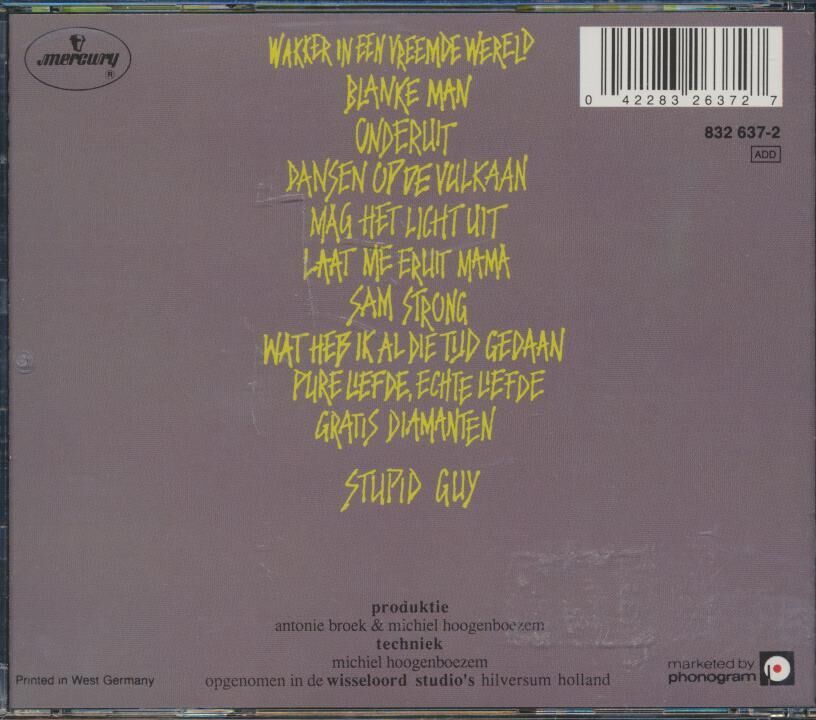 mercury
®
WAKKER IN EEN VREEMDE WERELD
BLANKE MAN
ONDERUIT
DANSEN OP DE VULKAAN
MAG HET LICHT UIT
LAAT ME ERUIT MAMA
SAM STRONG
WAT HEB IK AL DIE TIJD GEDAAN
PURE LIEFDE, ECHTE LIEFDE
GRATIS DIAMANTEN
STUPID GUY
0 42283 26372 7
832 637-2
ADD
produktie
antonie broek & michiel hoogenboezem
techniek
michiel hoogenboezem
opgenomen in de wisseloord studio's hilversum holland
Printed in West Germany
marketed by
phonogram